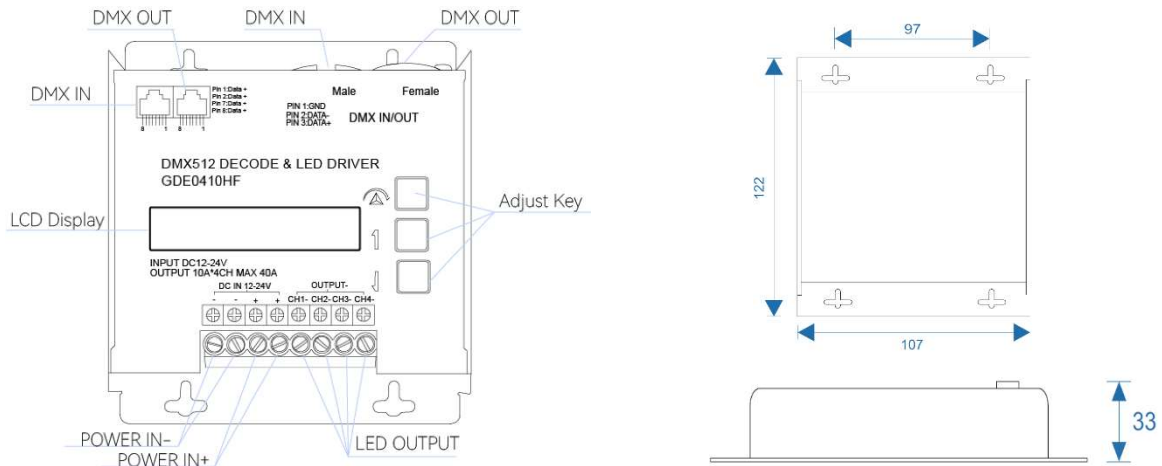 DMX OUT
DMX IN
DMX OUT
DMX IN
Pin 1:Data +
Pin 2:Data +
Pin 7:Data +
Pin 8:Data +
8 1 8 1
Male Female
PIN 1:GND
PIN 2:DATA-
PIN 3:DATA+
DMX IN/OUT
DMX512 DECODE & LED DRIVER
GDE0410HF
Adjust Key
LCD Display
INPUT DC12-24V
OUTPUT 10A*4CH MAX 40A
DC IN 12-24V OUTPUT-
- - + + CH1- CH2- CH3- CH4-
POWER IN-
POWER IN+
LED OUTPUT
97
122
107
33